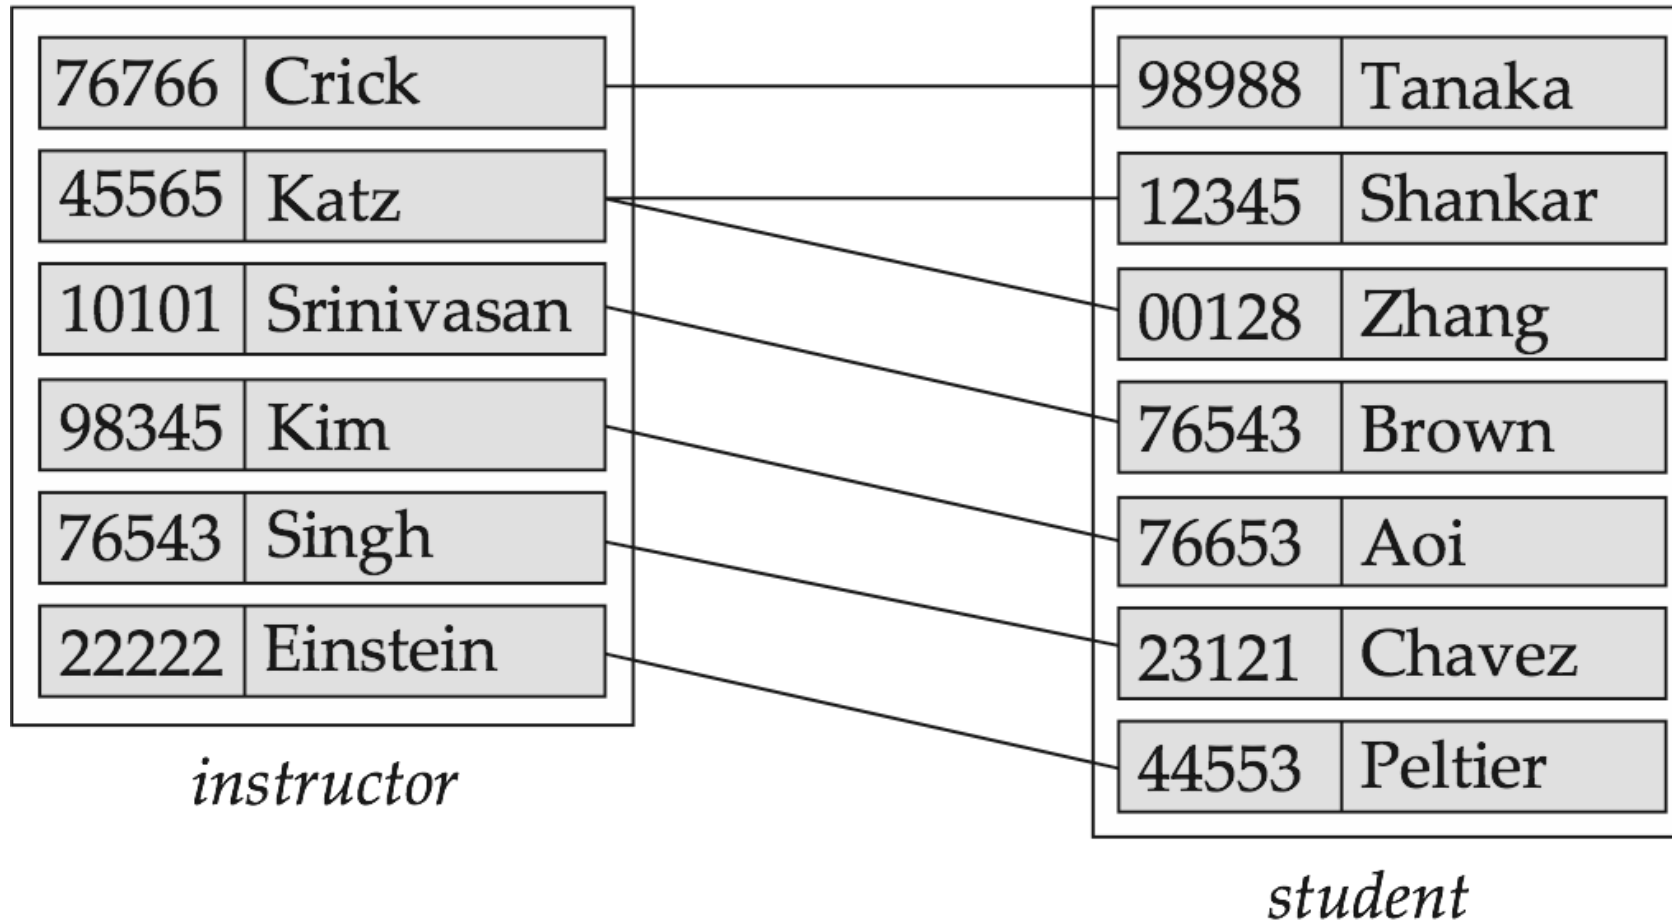 76766 Crick
45565 Katz
10101 Srinivasan
98345 Kim
76543 Singh
22222 Einstein
instructor
98988 Tanaka
12345 Shankar
00128 Zhang
76543 Brown
76653 Aoi
23121 Chavez
44553 Peltier
student